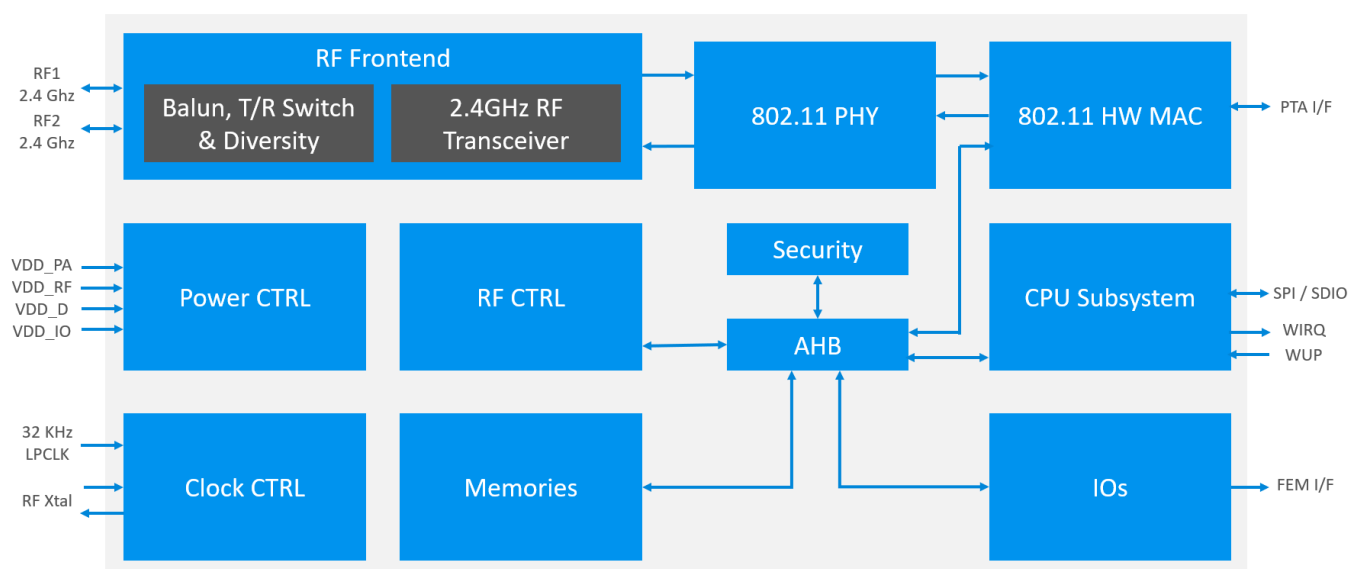 RF Frontend
Balun, T/R Switch
& Diversity
2.4GHz RF
Transceiver
802.11 PHY
802.11 HW MAC
RF1
2.4 Ghz
RF2
2.4 Ghz
PTA I/F
Power CTRL
RF CTRL
Security
AHB
CPU Subsystem
VDD_PA
VDD_RF
VDD_D
VDD_IO
SPI / SDIO
WIRQ
WUP
32 KHz
LPCLK
RF Xtal
Clock CTRL
Memories
IOs
FEM I/F